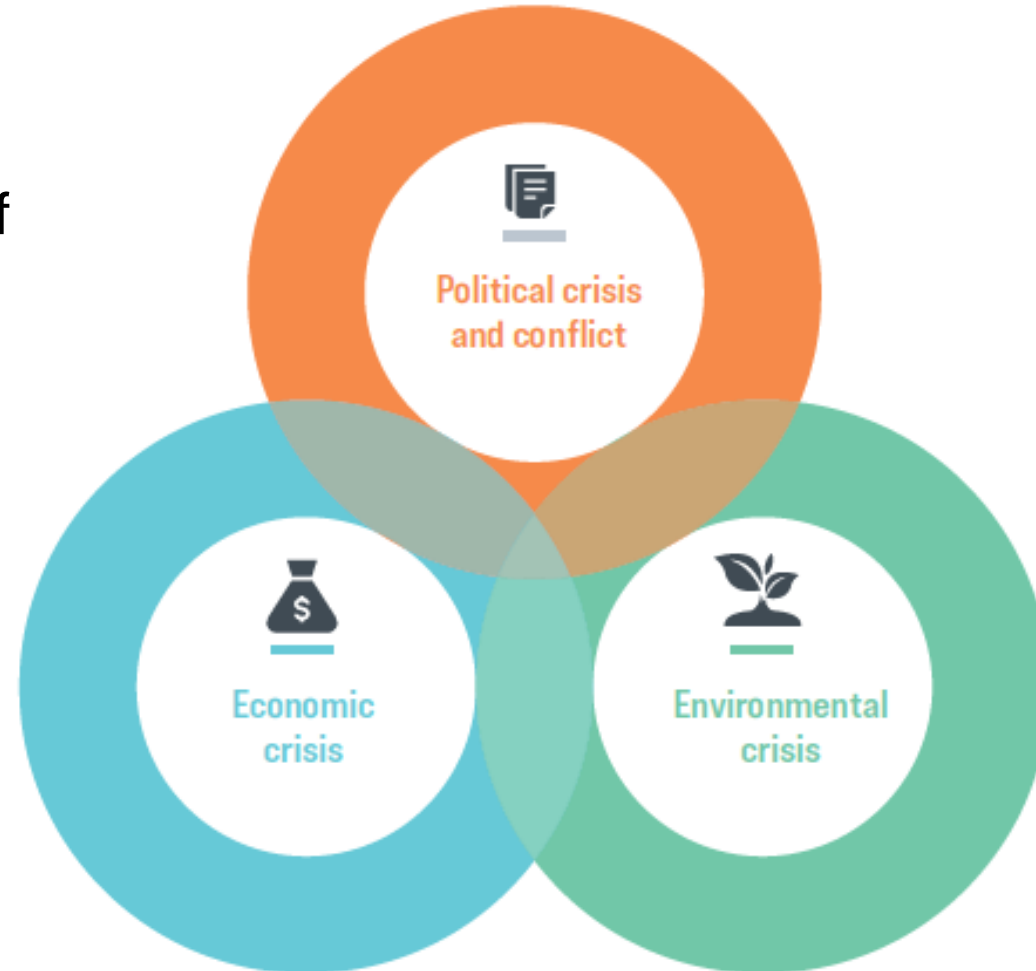 f
Political crisis
and conflict
$
Economic
crisis
Environmental
crisis